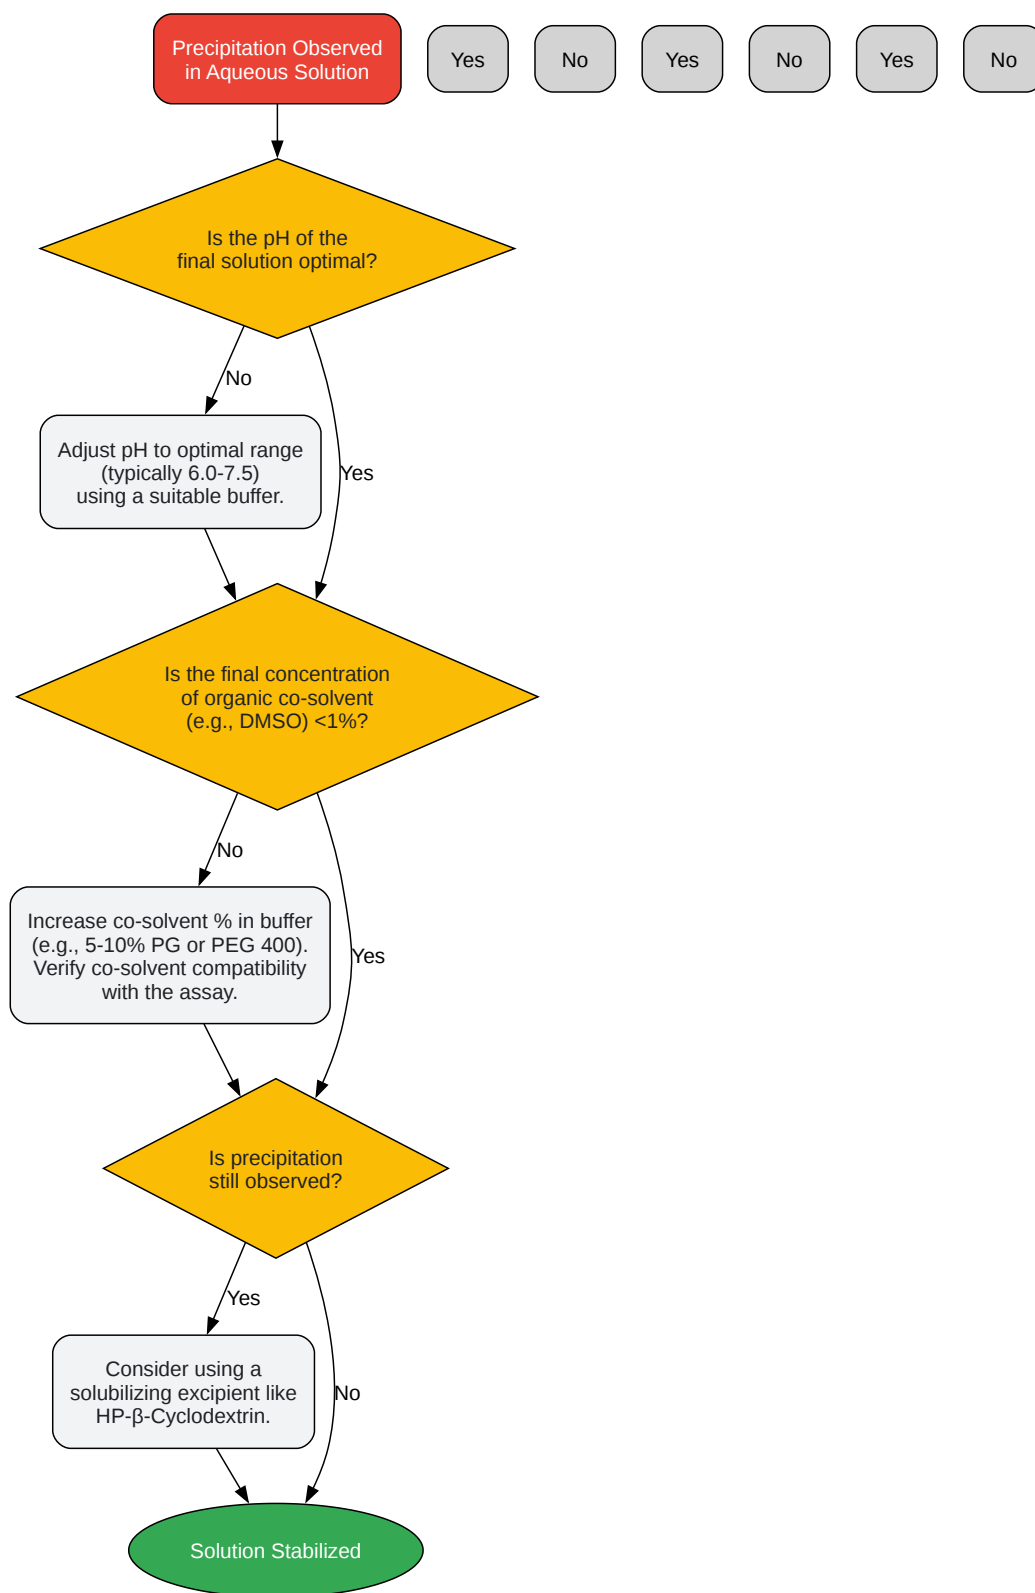 Precipitation Observed
in Aqueous Solution
Yes
No
Yes
No
Yes
No
Is the pH of the
final solution optimal?
No
Adjust pH to optimal range
(typically 6.0-7.5)
using a suitable buffer.
Yes
Is the final concentration
of organic co-solvent
(e.g., DMSO) <1%?
No
Increase co-solvent % in buffer
(e.g., 5-10% PG or PEG 400).
Verify co-solvent compatibility
with the assay.
Yes
Is precipitation
still observed?
Yes
Consider using a
solubilizing excipient like
HP-β-Cyclodextrin.
No
Solution Stabilized